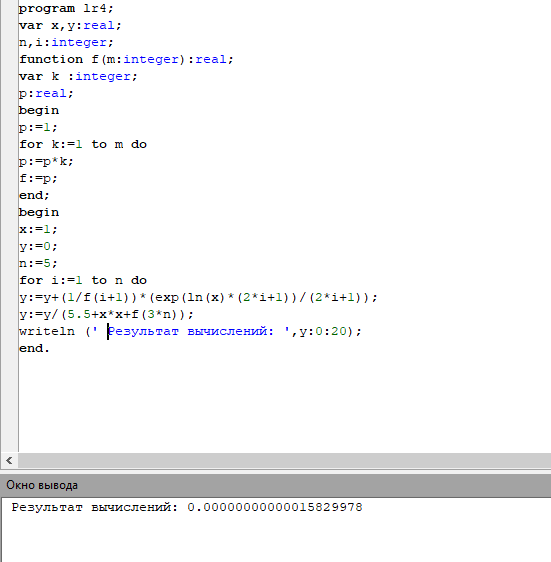 program lr4;
var x,y:real;
n,i:integer;
function f(m:integer):real;
var k :integer;
p:real;
begin
p:=1;
for k:=1 to m do
p:=p*k;
f:=p;
end;
begin
x:=1;
y:=0;
n:=5;
for i:=1 to n do
y:=y+(1/f(i+1))*(exp(ln(x)*(2*i+1))/(2*i+1));
y:=y/(5.5+x*x+f(3*n));
writeln (' Результат вычислений: ',y:0:20);
end.
Окно вывода
Результат вычислений: 0.00000000000015829978